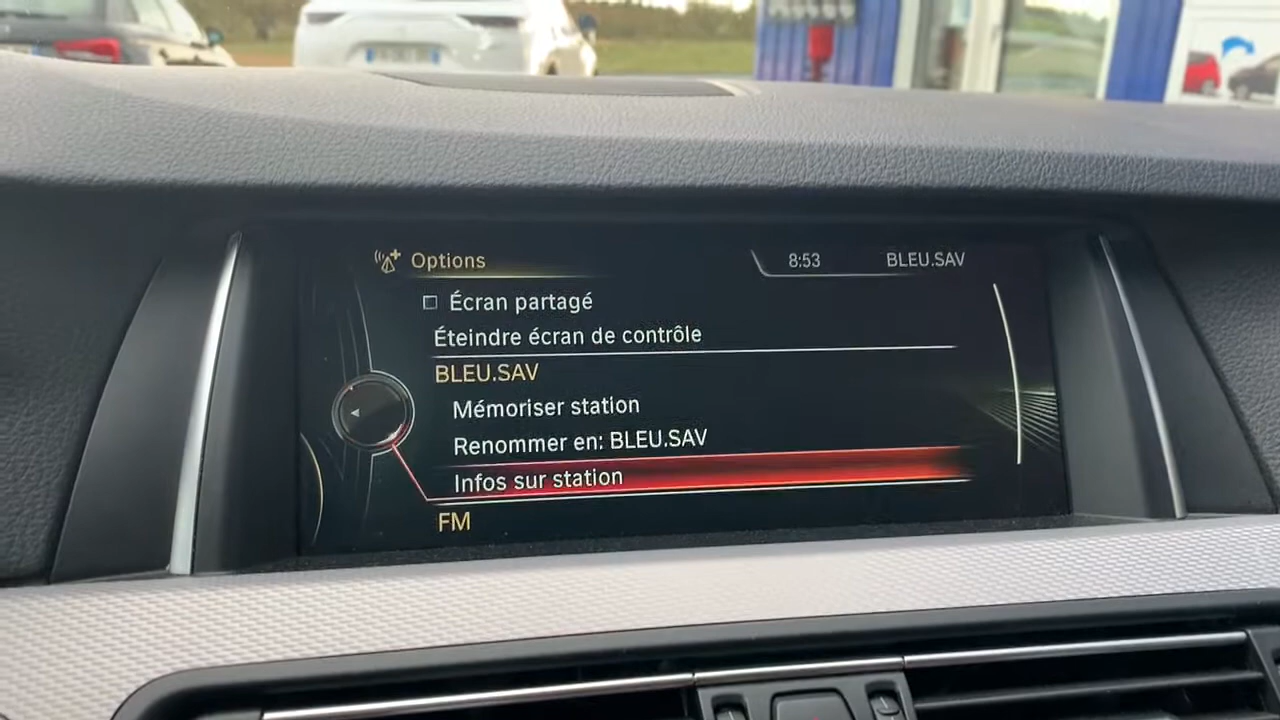 Options
8:53
BLEU.SAV
Écran partagé
Éteindre écran de contrôle
BLEU.SAV
Mémoriser station
Renommer en: BLEU.SAV
Infos sur station
FM